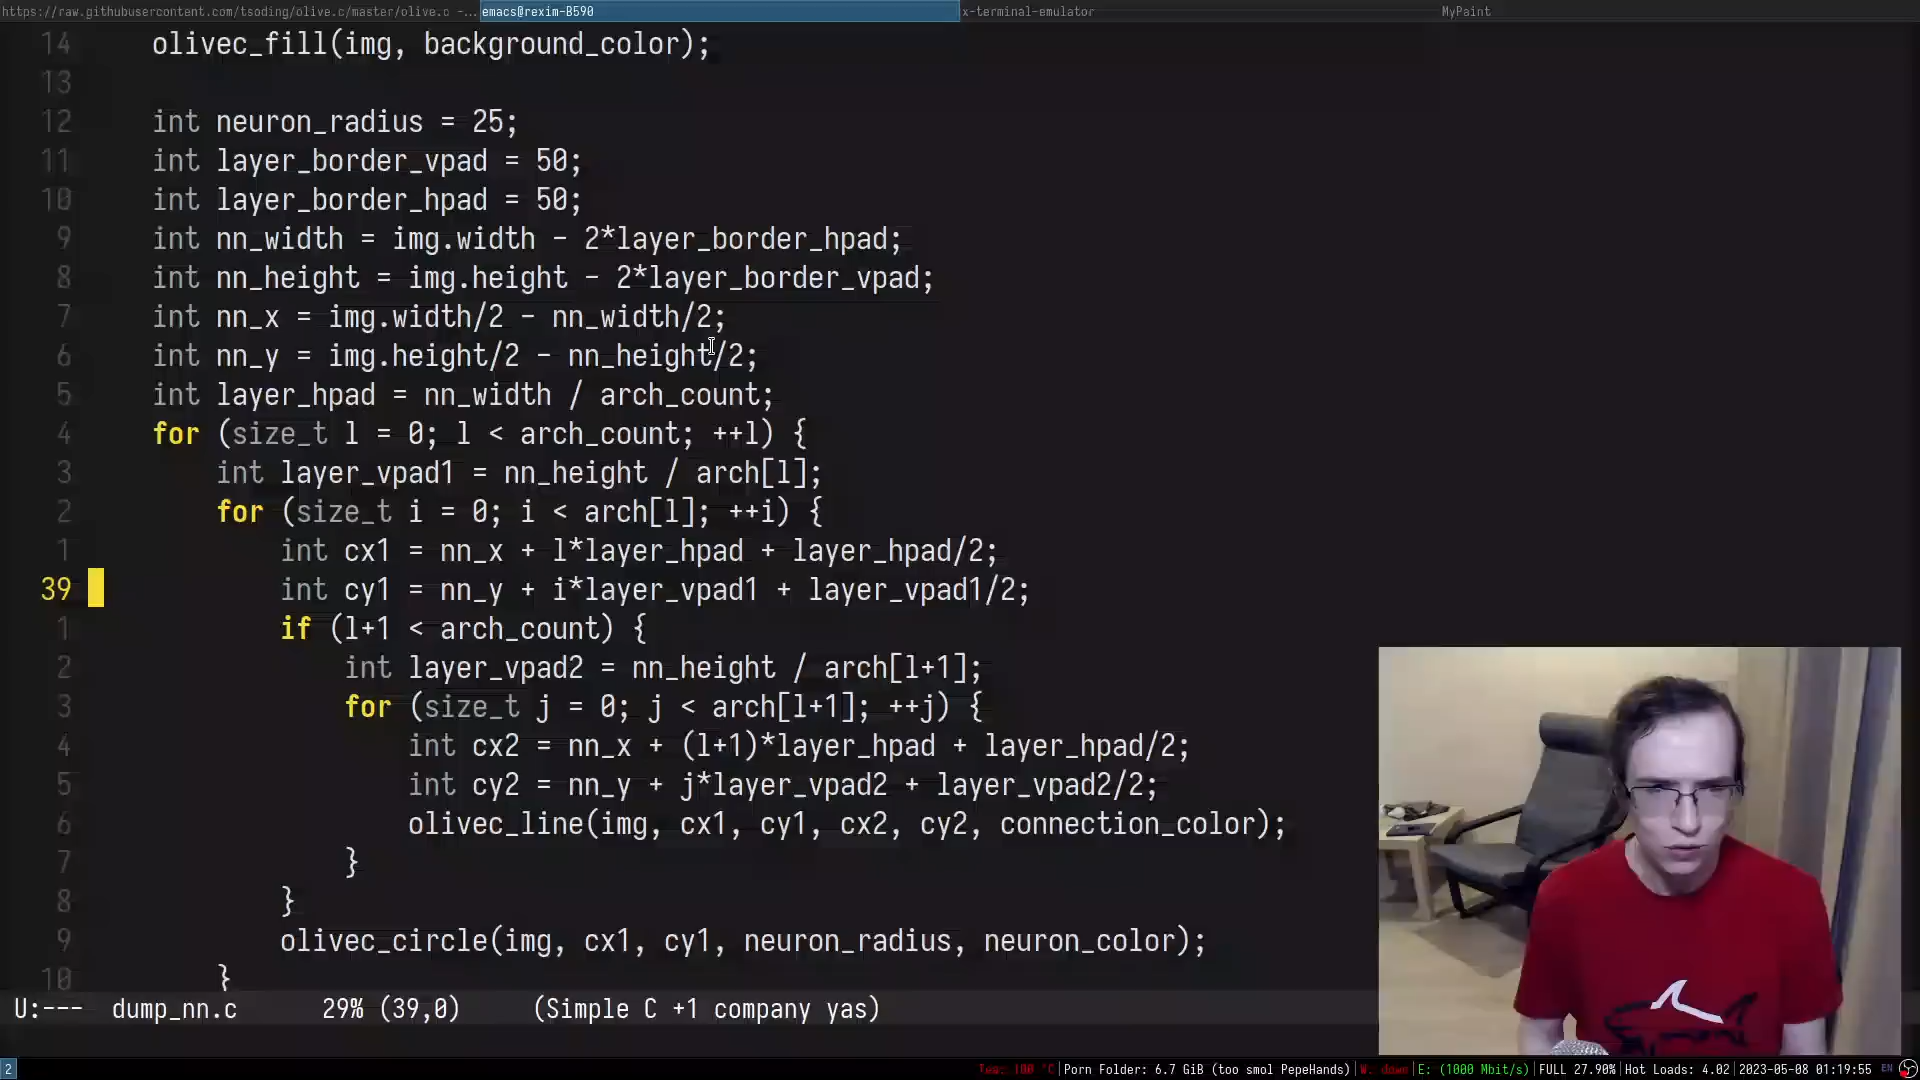 https://raw.githubusercontent.com/tsoding/olive.c/master/olive.c -... emacs@rexim-B590 x-terminal-emulator MyPaint
14 olivec_fill(img, background_color);
13
12 int neuron_radius = 25;
11 int layer_border_vpad = 50;
10 int layer_border_hpad = 50;
9 int nn_width = img.width - 2*layer_border_hpad;
8 int nn_height = img.height - 2*layer_border_vpad;
7 int nn_x = img.width/2 - nn_width/2;
6 int nn_y = img.height/2 - nn_height/2;
5 int layer_hpad = nn_width / arch_count;
4 for (size_t l = 0; l < arch_count; ++l) {
3 int layer_vpad1 = nn_height / arch[l];
2 for (size_t i = 0; i < arch[l]; ++i) {
1 int cx1 = nn_x + l*layer_hpad + layer_hpad/2;
39 int cy1 = nn_y + i*layer_vpad1 + layer_vpad1/2;
1 if (l+1 < arch_count) {
2 int layer_vpad2 = nn_height / arch[l+1];
3 for (size_t j = 0; j < arch[l+1]; ++j) {
4 int cx2 = nn_x + (l+1)*layer_hpad + layer_hpad/2;
5 int cy2 = nn_y + j*layer_vpad2 + layer_vpad2/2;
6 olivec_line(img, cx1, cy1, cx2, cy2, connection_color);
7 }
8 }
9 olivec_circle(img, cx1, cy1, neuron_radius, neuron_color);
10 }
U:--- dump_nn.c 29% (39,0) (Simple C +1 company yas)
2 Tem: 100 °C|Porn Folder: 6.7 GiB (too smol PepeHands)|W: down|E: (1000 Mbit/s)|FULL 27.90%|Hot Loads: 4.02|2023-05-08 01:19:55 EN